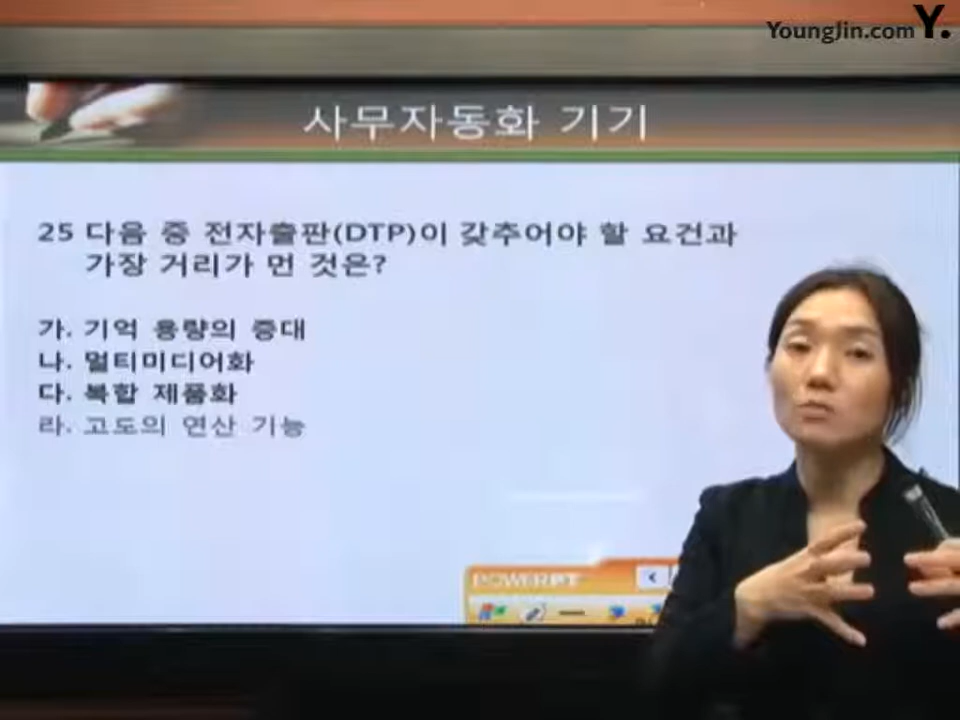 YoungJin.com Y.
사무자동화 기기
25 다음 중 전자출판(DTP)이 갖추어야 할 요건과
가장 거리가 먼 것은?
가. 기억 용량의 증대
나. 멀티미디어화
다. 복합 제품화
라. 고도의 연산 기능
POWERPT